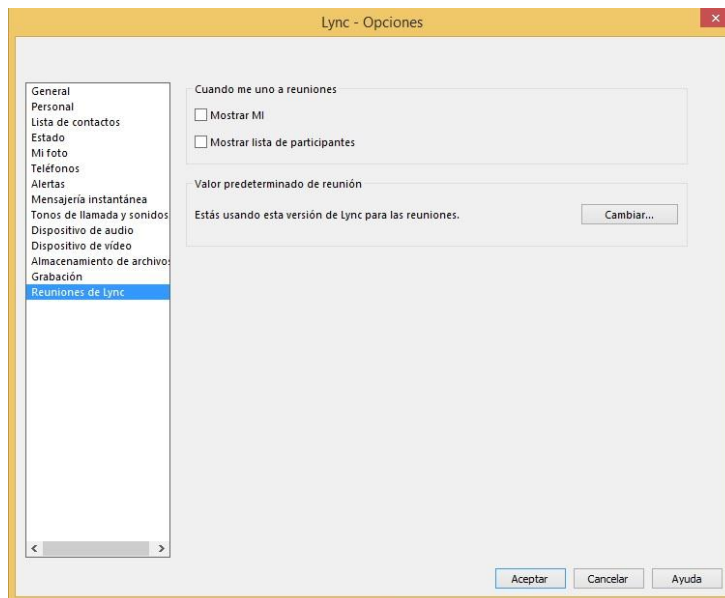 Lync - Opciones
General
Personal
Lista de contactos
Estado
Mi foto
Teléfonos
Alertas
Mensajería instantánea
Tonos de llamada y sonidos
Dispositivo de audio
Dispositivo de vídeo
Almacenamiento de archivos
Grabación
Reuniones de Lync
Cuando me uno a reuniones
Mostrar MI
Mostrar lista de participantes
Valor predeterminado de reunión
Estás usando esta versión de Lync para las reuniones.
Cambiar...
Aceptar
Cancelar
Ayuda